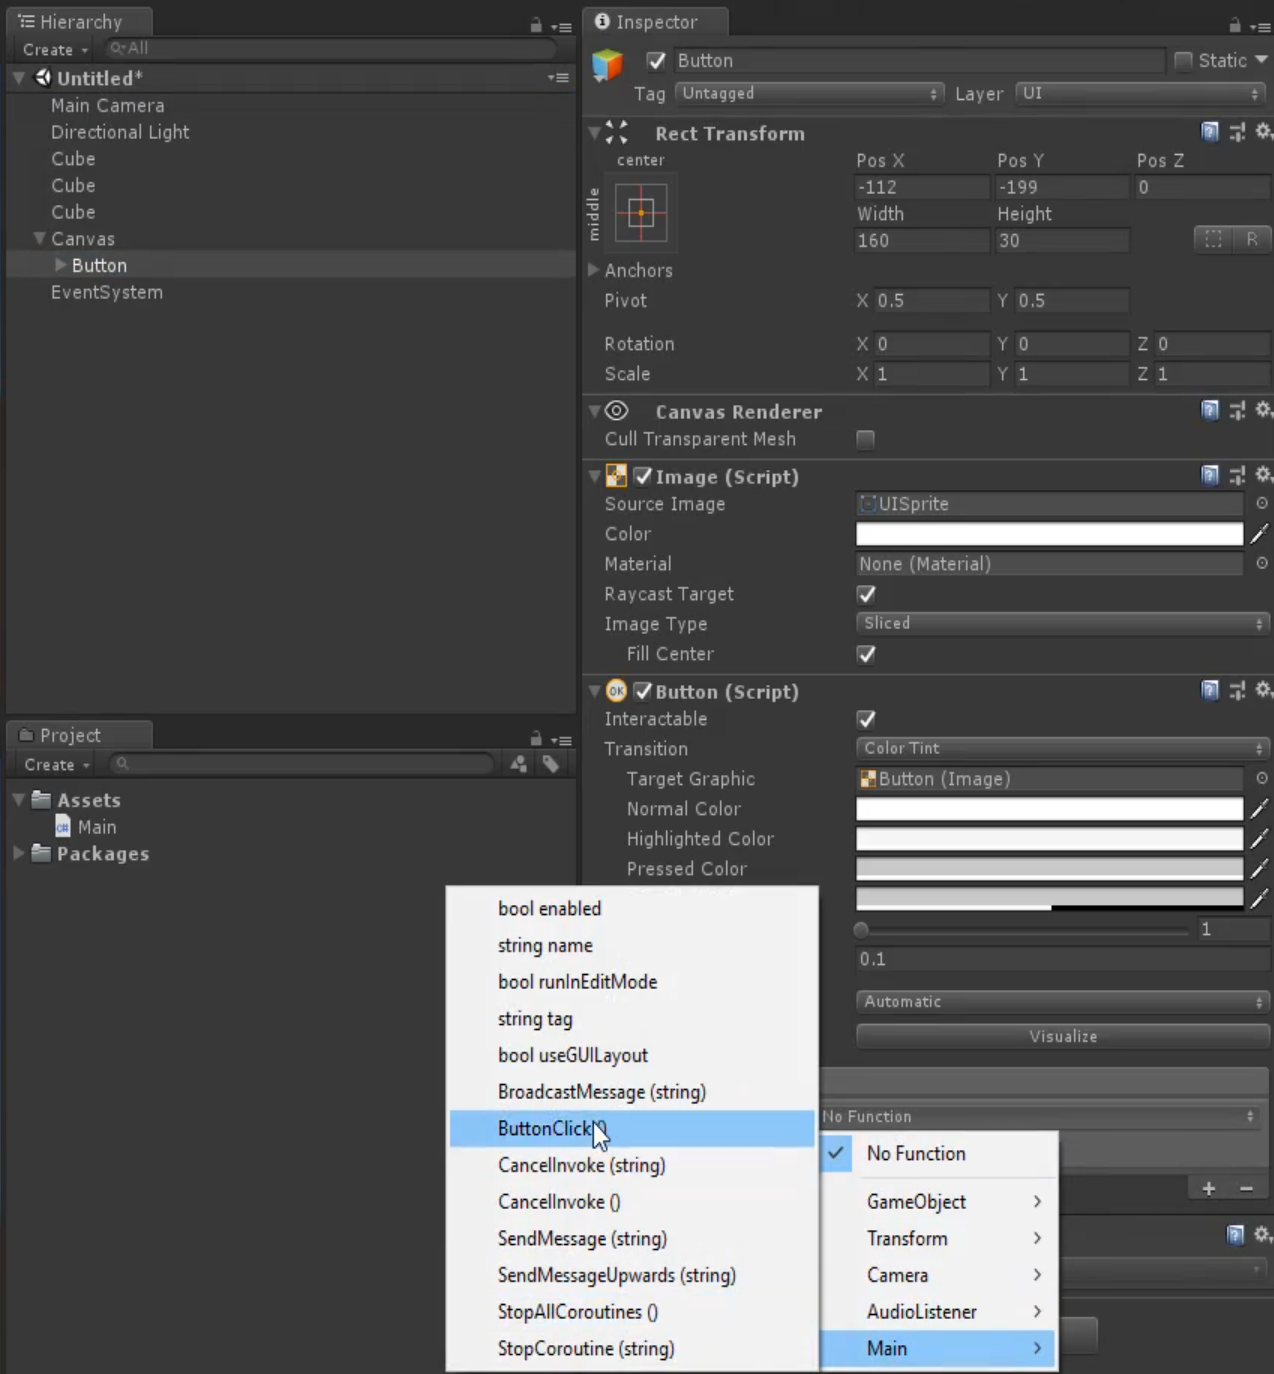 Hierarchy
Create
All
Untitled*
Main Camera
Directional Light
Cube
Cube
Cube
Canvas
Button
EventSystem
Project
Create
Assets
Main
Packages
Inspector
Button
Static
Tag Untagged Layer UI
Rect Transform
center
middle
Pos X Pos Y Pos Z
-112 -199 0
Width Height
160 30
R
Anchors
Pivot X 0.5 Y 0.5
Rotation X 0 Y 0 Z 0
Scale X 1 Y 1 Z 1
Canvas Renderer
Cull Transparent Mesh
Image (Script)
Source Image UISprite
Color
Material None (Material)
Raycast Target
Image Type Sliced
Fill Center
OK Button (Script)
Interactable
Transition Color Tint
Target Graphic Button (Image)
Normal Color
Highlighted Color
Pressed Color
1
0.1
Automatic
Visualize
No Function
bool enabled
string name
bool runInEditMode
string tag
bool useGUILayout
BroadcastMessage (string)
ButtonClick ()
CancelInvoke (string)
CancelInvoke ()
SendMessage (string)
SendMessageUpwards (string)
StopAllCoroutines ()
StopCoroutine (string)
No Function
GameObject
Transform
Camera
AudioListener
Main